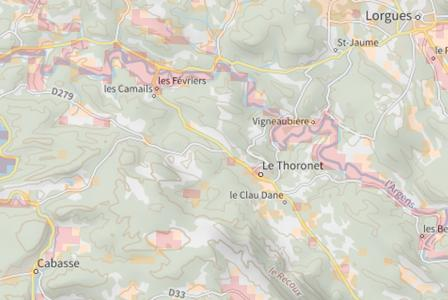 Lorgues
St-Jaume
les Févriers
les Camails
D279
Vigneaubière
Le Thoronet
le Clau Dane
l'Argens
les Be
Cabasse
le Recoux
D33